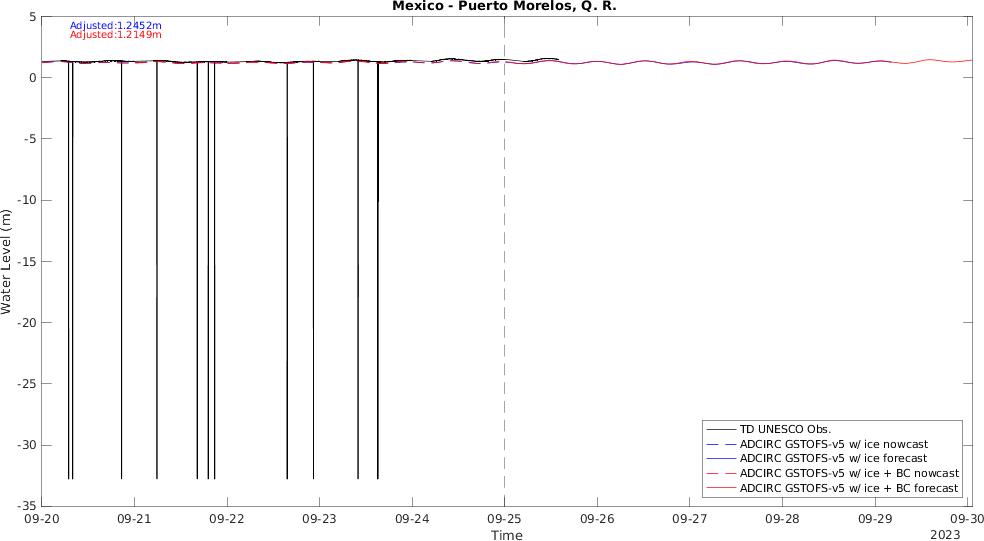 Mexico - Puerto Morelos, Q. R.
Adjusted:1.2452m
Adjusted:1.2149m
5
0
-5
-10
-15
-20
-25
-30
-35
Water Level (m)
TD UNESCO Obs.
ADCIRC GSTOFS-v5 w/ ice nowcast
ADCIRC GSTOFS-v5 w/ ice forecast
ADCIRC GSTOFS-v5 w/ ice + BC nowcast
ADCIRC GSTOFS-v5 w/ ice + BC forecast
09-20 09-21 09-22 09-23 09-24 09-25 09-26 09-27 09-28 09-29 09-30
Time
2023